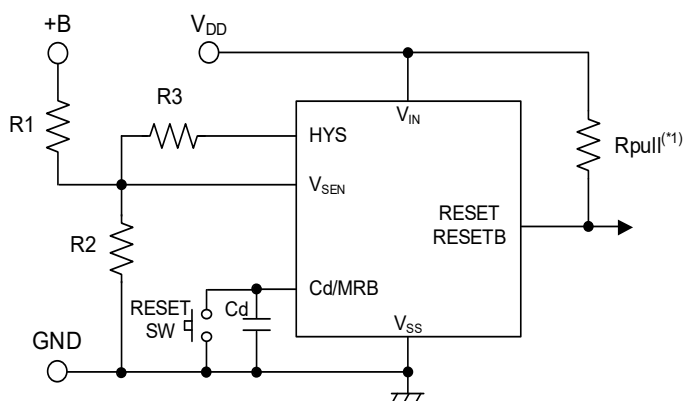 +B
VDD
R1
R3
HYS
VIN
Rpull(*1)
VSEN
R2
RESET
RESETB
Cd/MRB
RESET
SW
Cd
VSS
GND